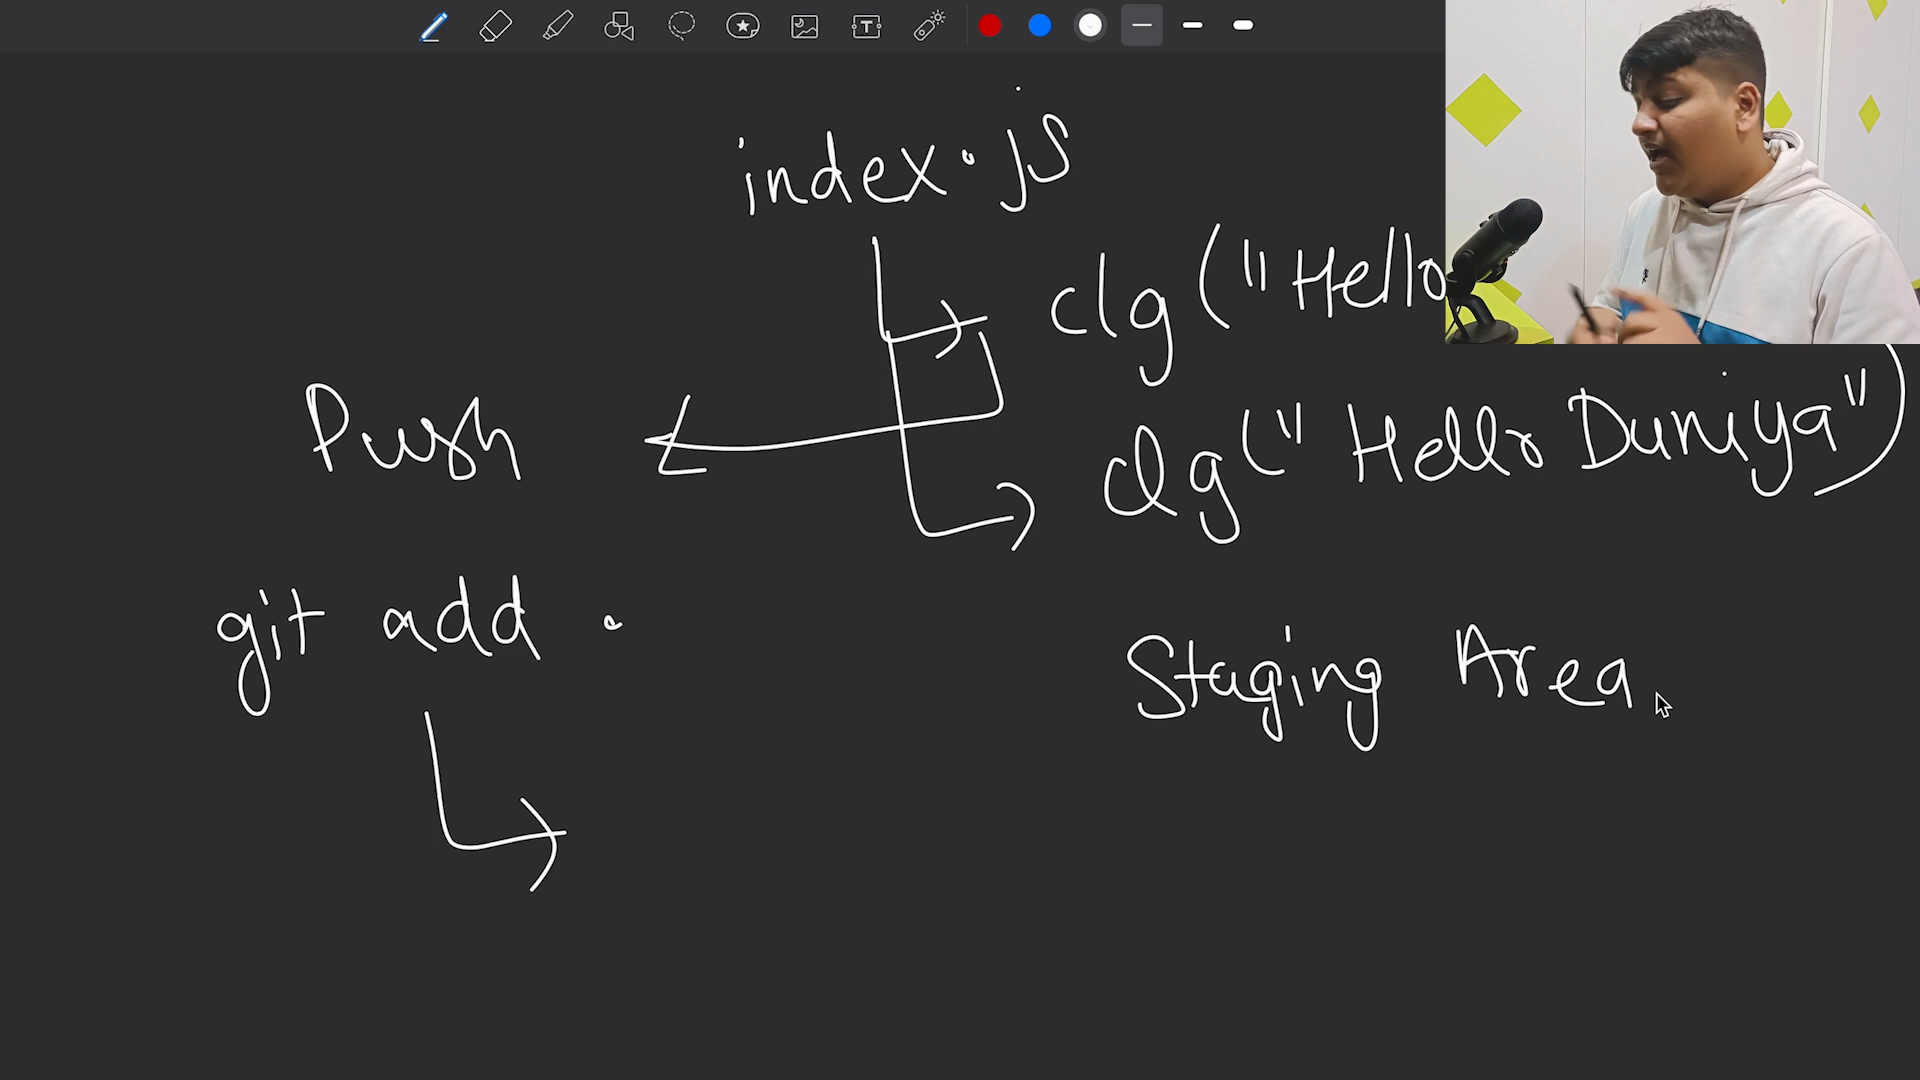 index.js
clg("Hello
clg("Hello Duniya")
Push
git add .
Staging Area